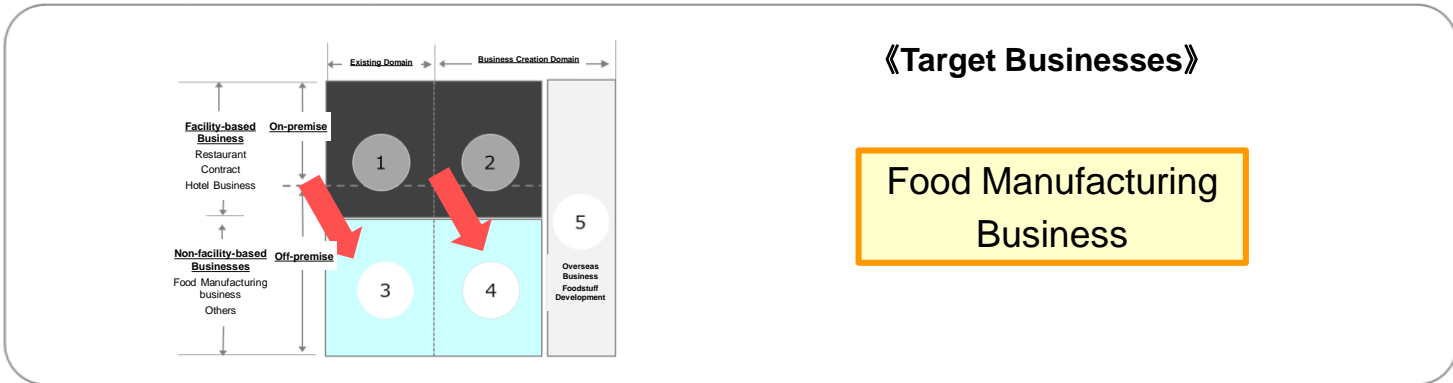 《Target Businesses》
Existing Domain
Business Creation Domain
Facility-based
Business
Restaurant
Contract
Hotel Business
On-premise
1
2
Non-facility-based
Businesses
Food Manufacturing
business
Others
Off-premise
3
4
5
Overseas
Business
Foodstuff
Development
Food Manufacturing
Business